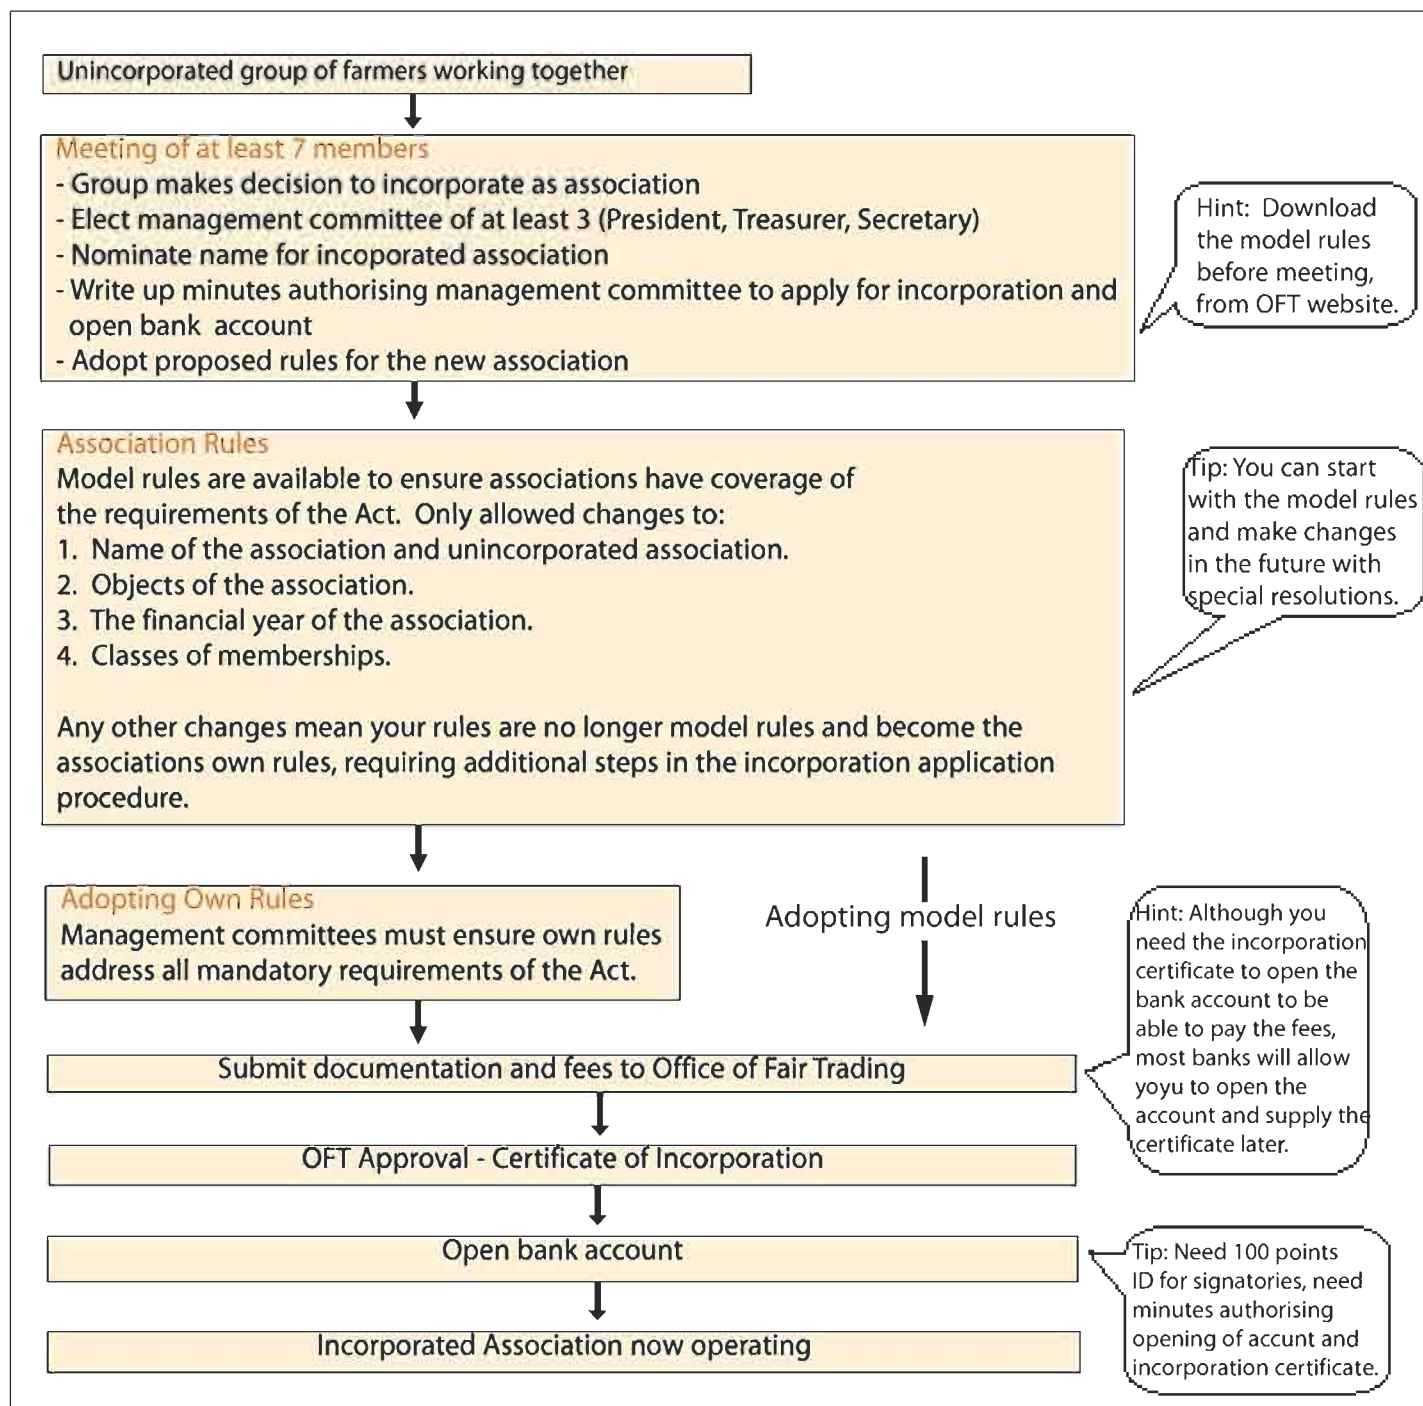 Unincorporated group of farmers working together
Meeting of at least 7 members
- Group makes decision to incorporate as association
- Elect management committee of at least 3 (President, Treasurer, Secretary)
- Nominate name for incoporated association
- Write up minutes authorising management committee to apply for incorporation and
open bank account
- Adopt proposed rules for the new association
Hint: Download
the model rules
before meeting,
from OFT website.
Association Rules
Model rules are available to ensure associations have coverage of
the requirements of the Act. Only allowed changes to:
1. Name of the association and unincorporated association.
2. Objects of the association.
3. The financial year of the association.
4. Classes of memberships.
Any other changes mean your rules are no longer model rules and become the
associations own rules, requiring additional steps in the incorporation application
procedure.
Tip: You can start
with the model rules
and make changes
in the future with
special resolutions.
Adopting Own Rules
Management committees must ensure own rules
address all mandatory requirements of the Act.
Adopting model rules
Hint: Although you
need the incorporation
certificate to open the
bank account to be
able to pay the fees,
most banks will allow
yoyu to open the
account and supply the
certificate later.
Submit documentation and fees to Office of Fair Trading
OFT Approval - Certificate of Incorporation
Open bank account
Tip: Need 100 points
ID for signatories, need
minutes authorising
opening of accunt and
incorporation certificate.
Incorporated Association now operating